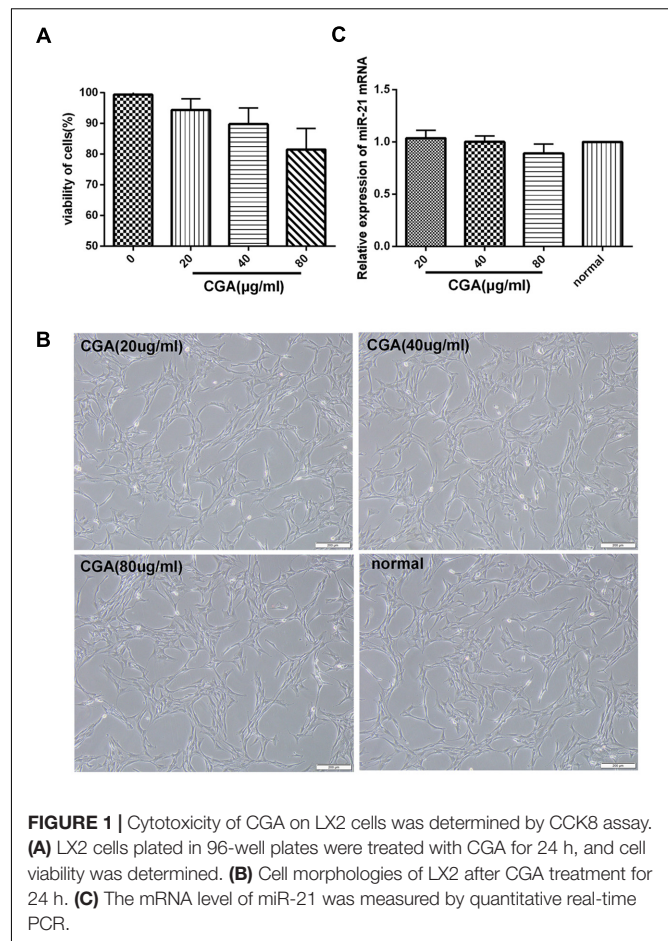 A
C
viability of cells(%)
100
90
80
70
60
50
0
20
40
80
CGA(µg/ml)
Relative expression of miR-21 mRNA
1.5
1.0
0.5
0.0
20
40
80
normal
CGA(µg/ml)
B
CGA(20ug/ml)
CGA(40ug/ml)
CGA(80ug/ml)
normal
FIGURE 1 | Cytotoxicity of CGA on LX2 cells was determined by CCK8 assay.
(A) LX2 cells plated in 96-well plates were treated with CGA for 24 h, and cell
viability was determined. (B) Cell morphologies of LX2 after CGA treatment for
24 h. (C) The mRNA level of miR-21 was measured by quantitative real-time
PCR.